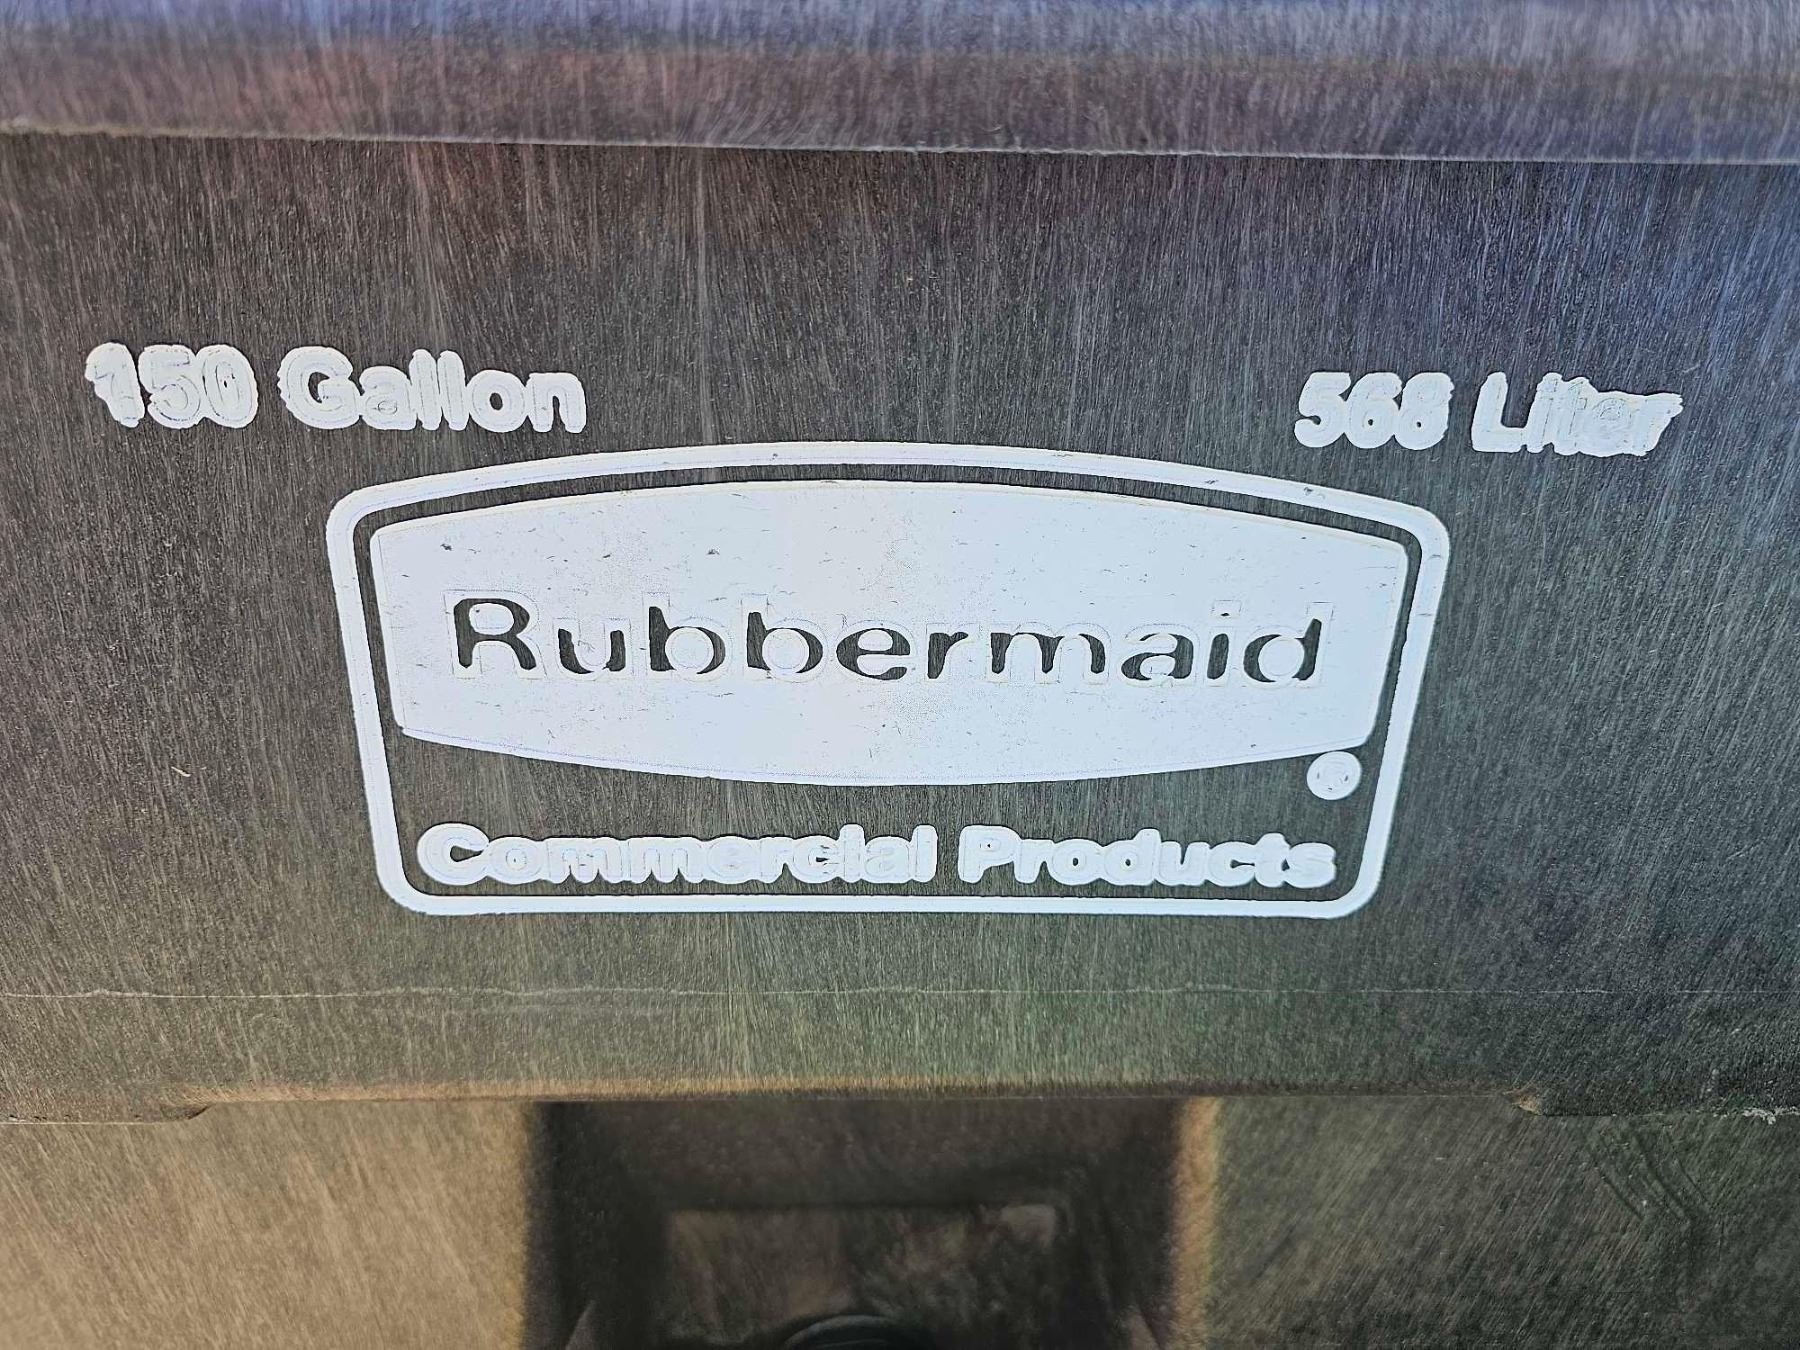 150 Gallon 568 Liter
Rubbermaid
®
Commercial Products